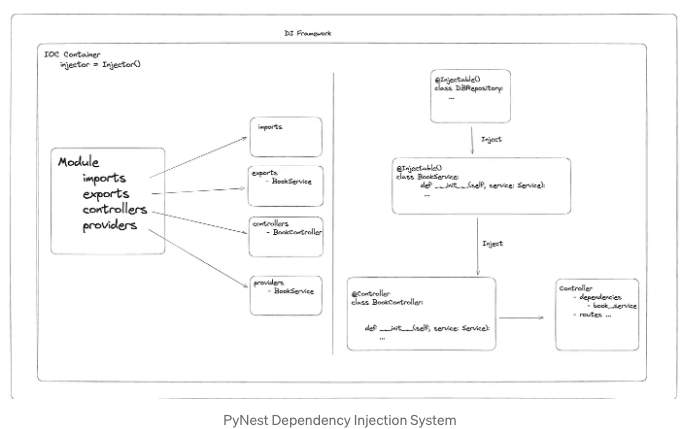 DI Framework
IOC Container
injector = Injector()
Module
imports
exports
controllers
providers
imports
exports
- BookService
controllers
- BookController
providers
- BookService
@Injectable()
class DBRepository:
...
Inject
@Injectable()
class BookService:
def __init__(self, service: Service):
...
Inject
@Controller
class BookController:
def __init__(self, service: Service):
...
Controller
- dependencies
- book_service
- routes ...
PyNest Dependency Injection System